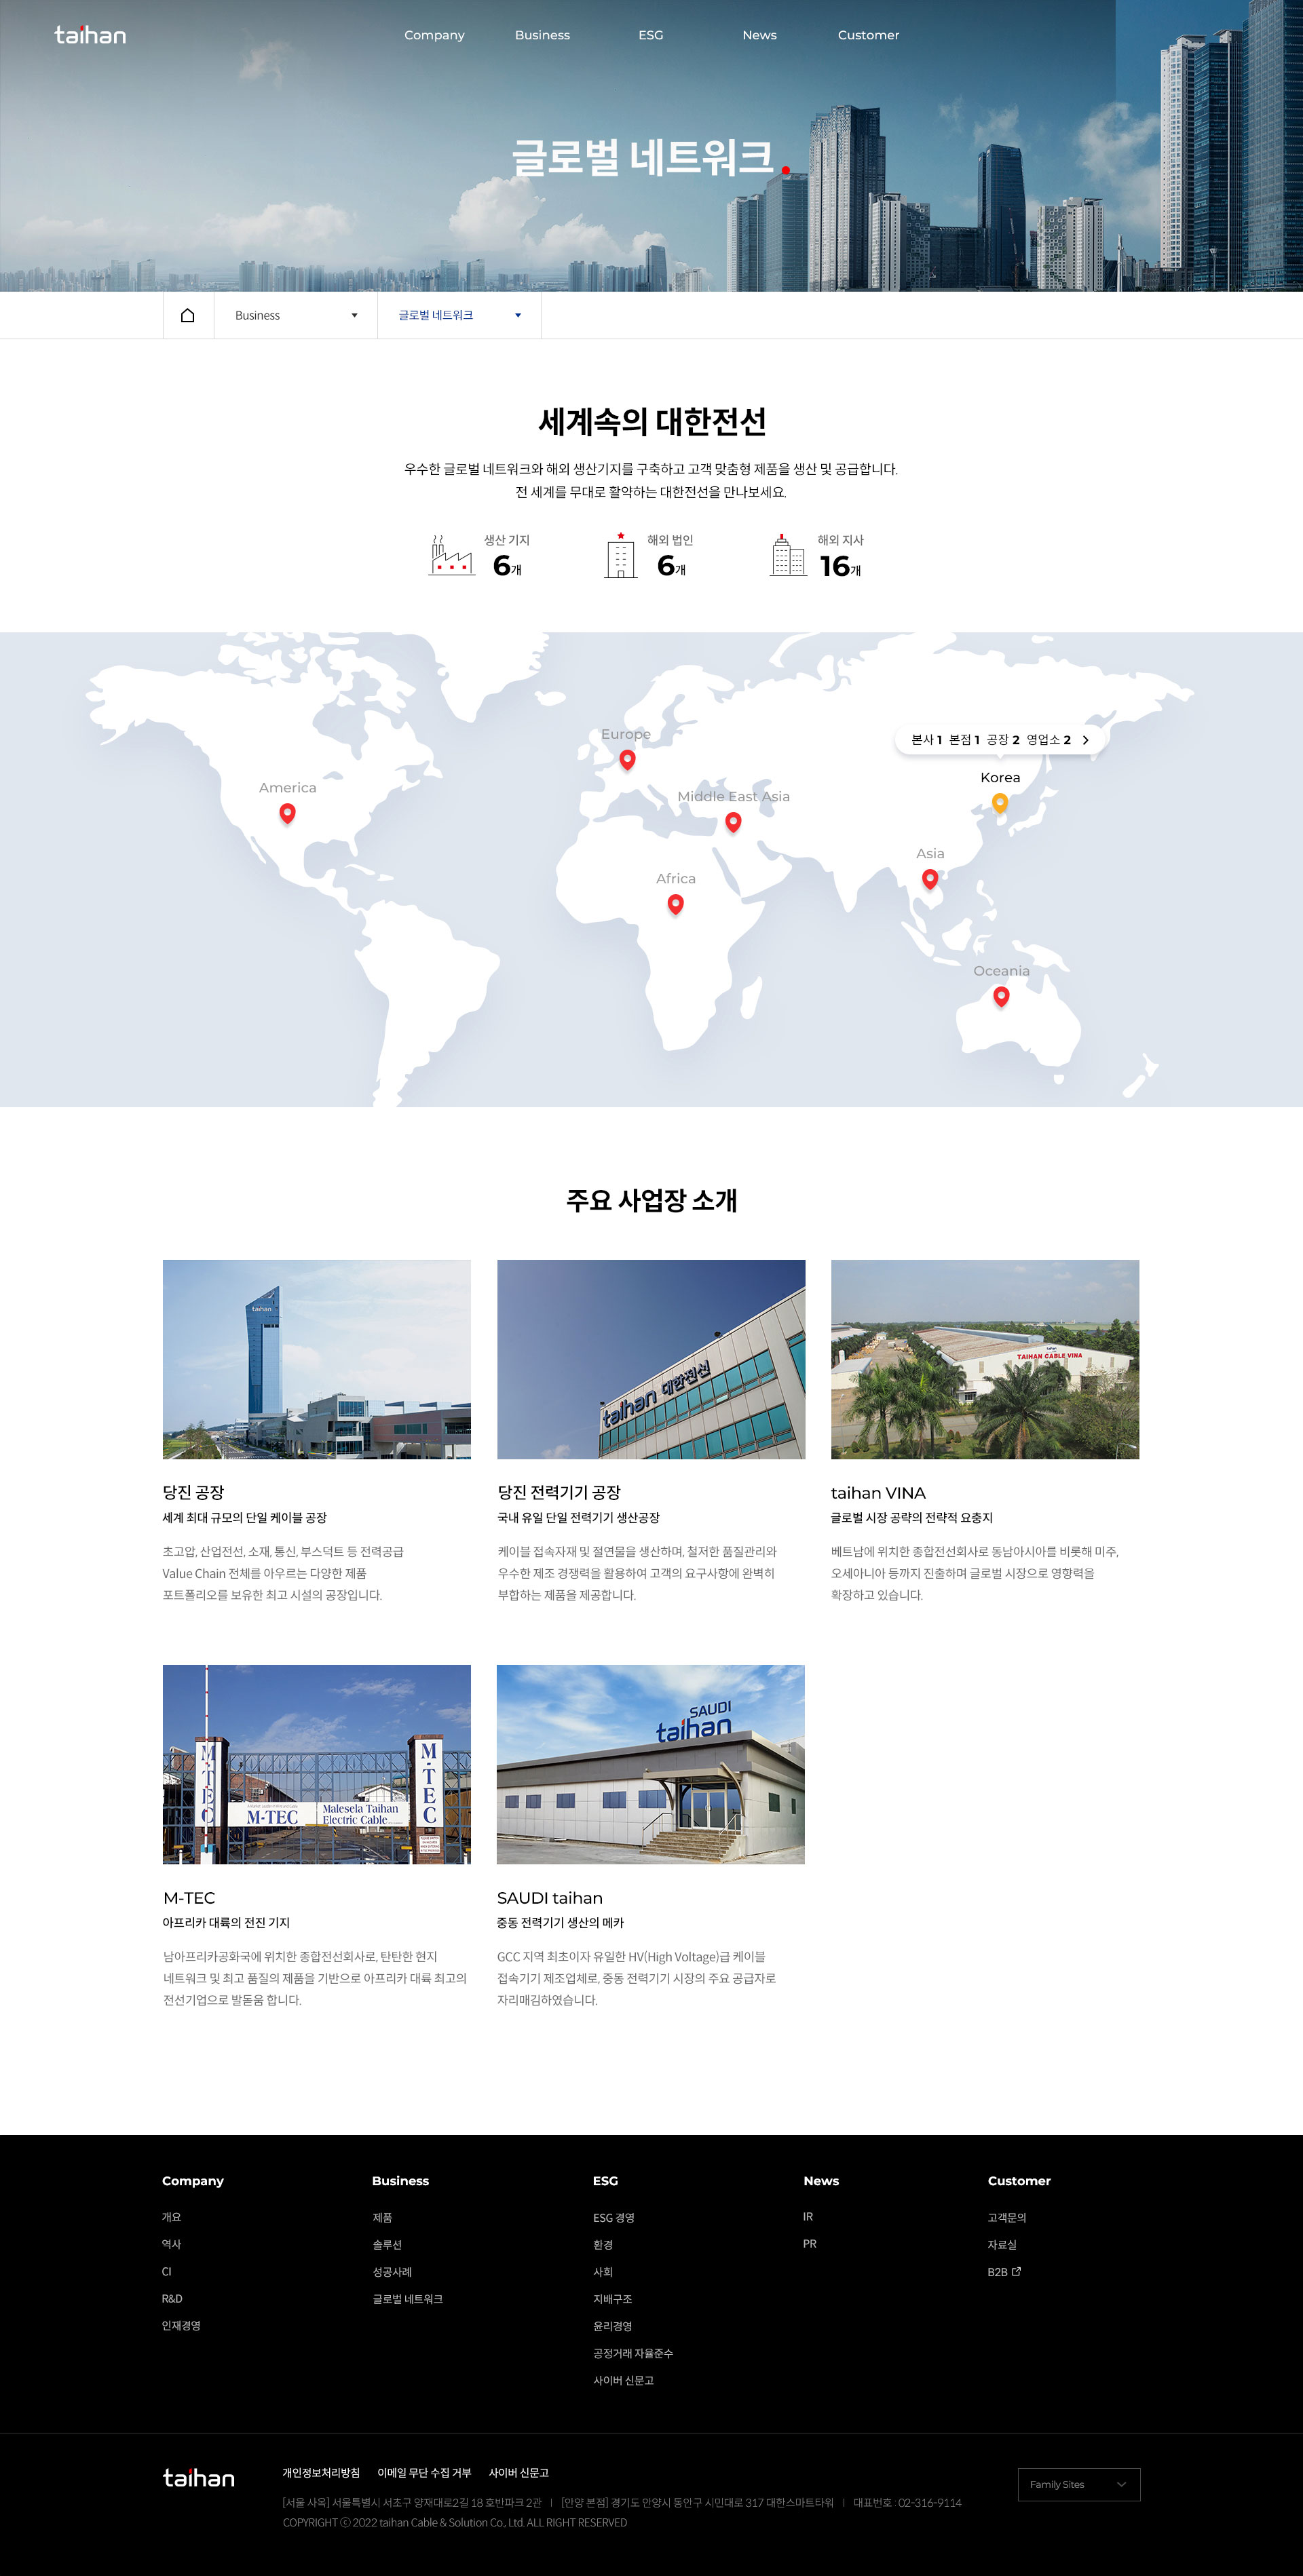 taihan
Company Business ESG News Customer
글로벌 네트워크.
Business 글로벌 네트워크
세계속의 대한전선
우수한 글로벌 네트워크와 해외 생산기지를 구축하고 고객 맞춤형 제품을 생산 및 공급합니다.
전 세계를 무대로 활약하는 대한전선을 만나보세요.
생산 기지 해외 법인 해외 지사
6개 6개 16개
Europe
본사 1 본점 1 공장 2 영업소 2
Korea
America
Middle East Asia
Asia
Africa
Oceania
주요 사업장 소개
taihan
taihan 대한전선
taihan
TAIHAN CABLE VINA
당진 공장
세계 최대 규모의 단일 케이블 공장
초고압, 산업전선, 소재, 통신, 부스덕트 등 전력공급
Value Chain 전체를 아우르는 다양한 제품
포트폴리오를 보유한 최고 시설의 공장입니다.
당진 전력기기 공장
국내 유일 단일 전력기기 생산공장
케이블 접속자재 및 절연물을 생산하며, 철저한 품질관리와
우수한 제조 경쟁력을 활용하여 고객의 요구사항에 완벽히
부합하는 제품을 제공합니다.
taihan VINA
글로벌 시장 공략의 전략적 요충지
베트남에 위치한 종합전선회사로 동남아시아를 비롯해 미주,
오세아니아 등까지 진출하며 글로벌 시장으로 영향력을
확장하고 있습니다.
M-TEC
M-TEC
M-TEC
Malesela Taihan
Electric Cable
SAUDI
taihan
M-TEC
아프리카 대륙의 전진 기지
남아프리카공화국에 위치한 종합전선회사로, 탄탄한 현지
네트워크 및 최고 품질의 제품을 기반으로 아프리카 대륙 최고의
전선기업으로 발돋움 합니다.
SAUDI taihan
중동 전력기기 생산의 메카
GCC 지역 최초이자 유일한 HV(High Voltage)급 케이블
접속기기 제조업체로, 중동 전력기기 시장의 주요 공급자로
자리매김하였습니다.
Company
개요
역사
CI
R&D
인재경영
Business
제품
솔루션
성공사례
글로벌 네트워크
ESG
ESG 경영
환경
사회
지배구조
윤리경영
공정거래 자율준수
사이버 신문고
News
IR
PR
Customer
고객문의
자료실
B2B
taihan
개인정보처리방침 이메일 무단 수집 거부 사이버 신문고
[서울 사옥] 서울특별시 서초구 양재대로2길 18 호반파크 2관 | [안양 본점] 경기도 안양시 동안구 시민대로 317 대한스마트타워 | 대표번호 : 02-316-9114
COPYRIGHT ⓒ 2022 taihan Cable & Solution Co., Ltd. ALL RIGHT RESERVED
Family Sites